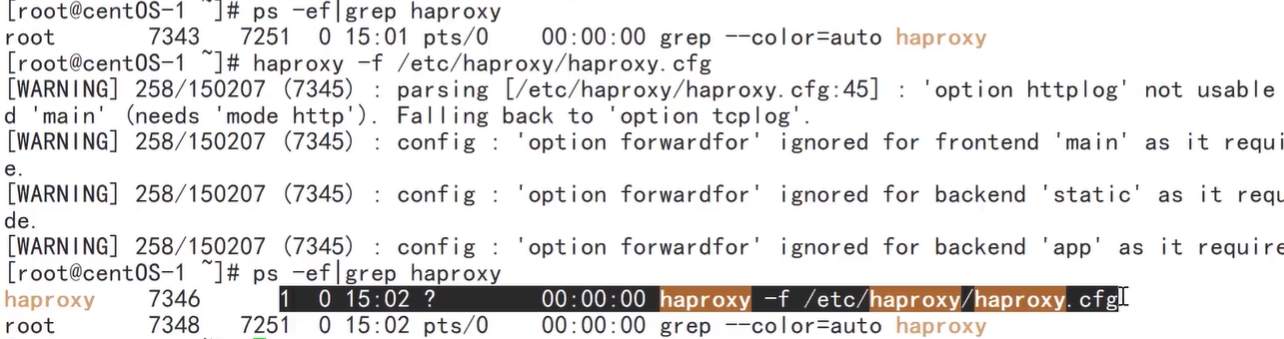 [root@centOS-1 ~]# ps -ef|grep haproxy
root 7343 7251 0 15:01 pts/0 00:00:00 grep --color=auto haproxy
[root@centOS-1 ~]# haproxy -f /etc/haproxy/haproxy.cfg
[WARNING] 258/150207 (7345) : parsing [/etc/haproxy/haproxy.cfg:45] : 'option httplog' not usable
d 'main' (needs 'mode http'). Falling back to 'option tcplog'.
[WARNING] 258/150207 (7345) : config : 'option forwardfor' ignored for frontend 'main' as it requi
e.
[WARNING] 258/150207 (7345) : config : 'option forwardfor' ignored for backend 'static' as it requ
de.
[WARNING] 258/150207 (7345) : config : 'option forwardfor' ignored for backend 'app' as it require
[root@centOS-1 ~]# ps -ef|grep haproxy
haproxy 7346 1 0 15:02 ? 00:00:00 haproxy -f /etc/haproxy/haproxy.cfg
root 7348 7251 0 15:02 pts/0 00:00:00 grep --color=auto haproxy